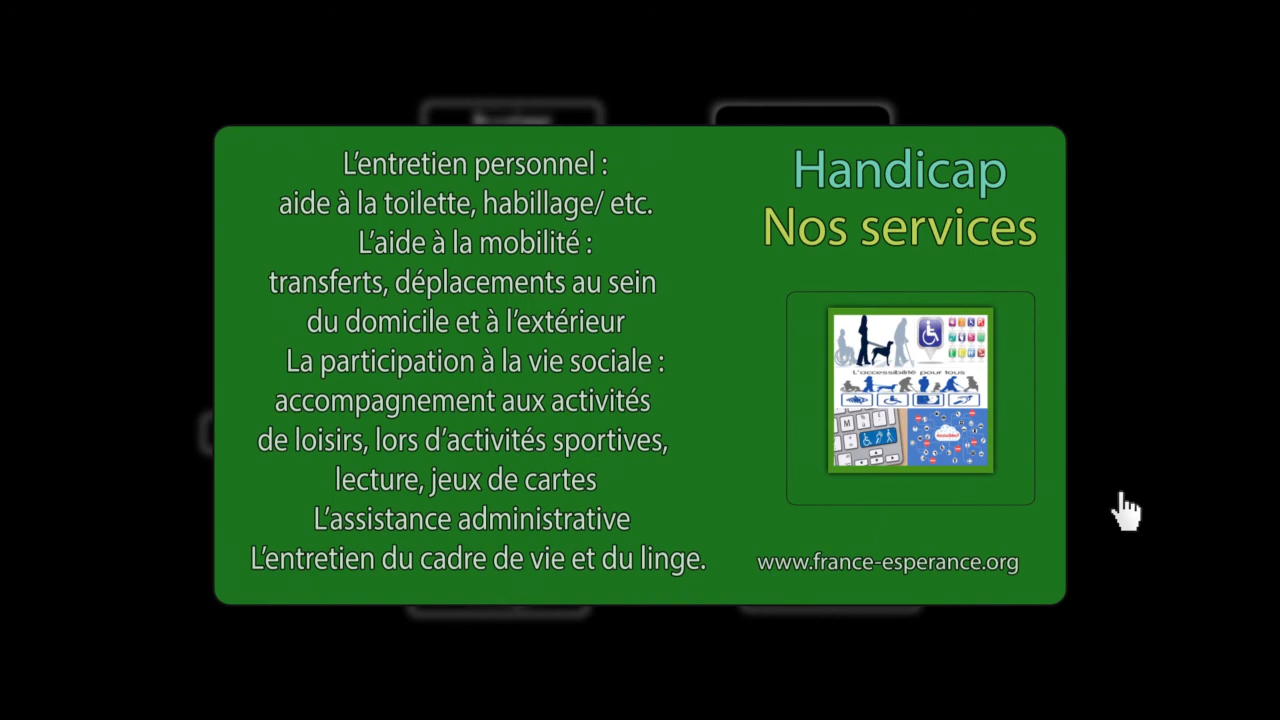 L'entretien personnel :
aide à la toilette, habillage/ etc.
L'aide à la mobilité :
transferts, déplacements au sein
du domicile et à l'extérieur
La participation à la vie sociale :
accompagnement aux activités
de loisirs, lors d'activités sportives,
lecture, jeux de cartes
L'assistance administrative
L'entretien du cadre de vie et du linge.
Handicap
Nos services
L'accessibilité pour tous
www.france-esperance.org